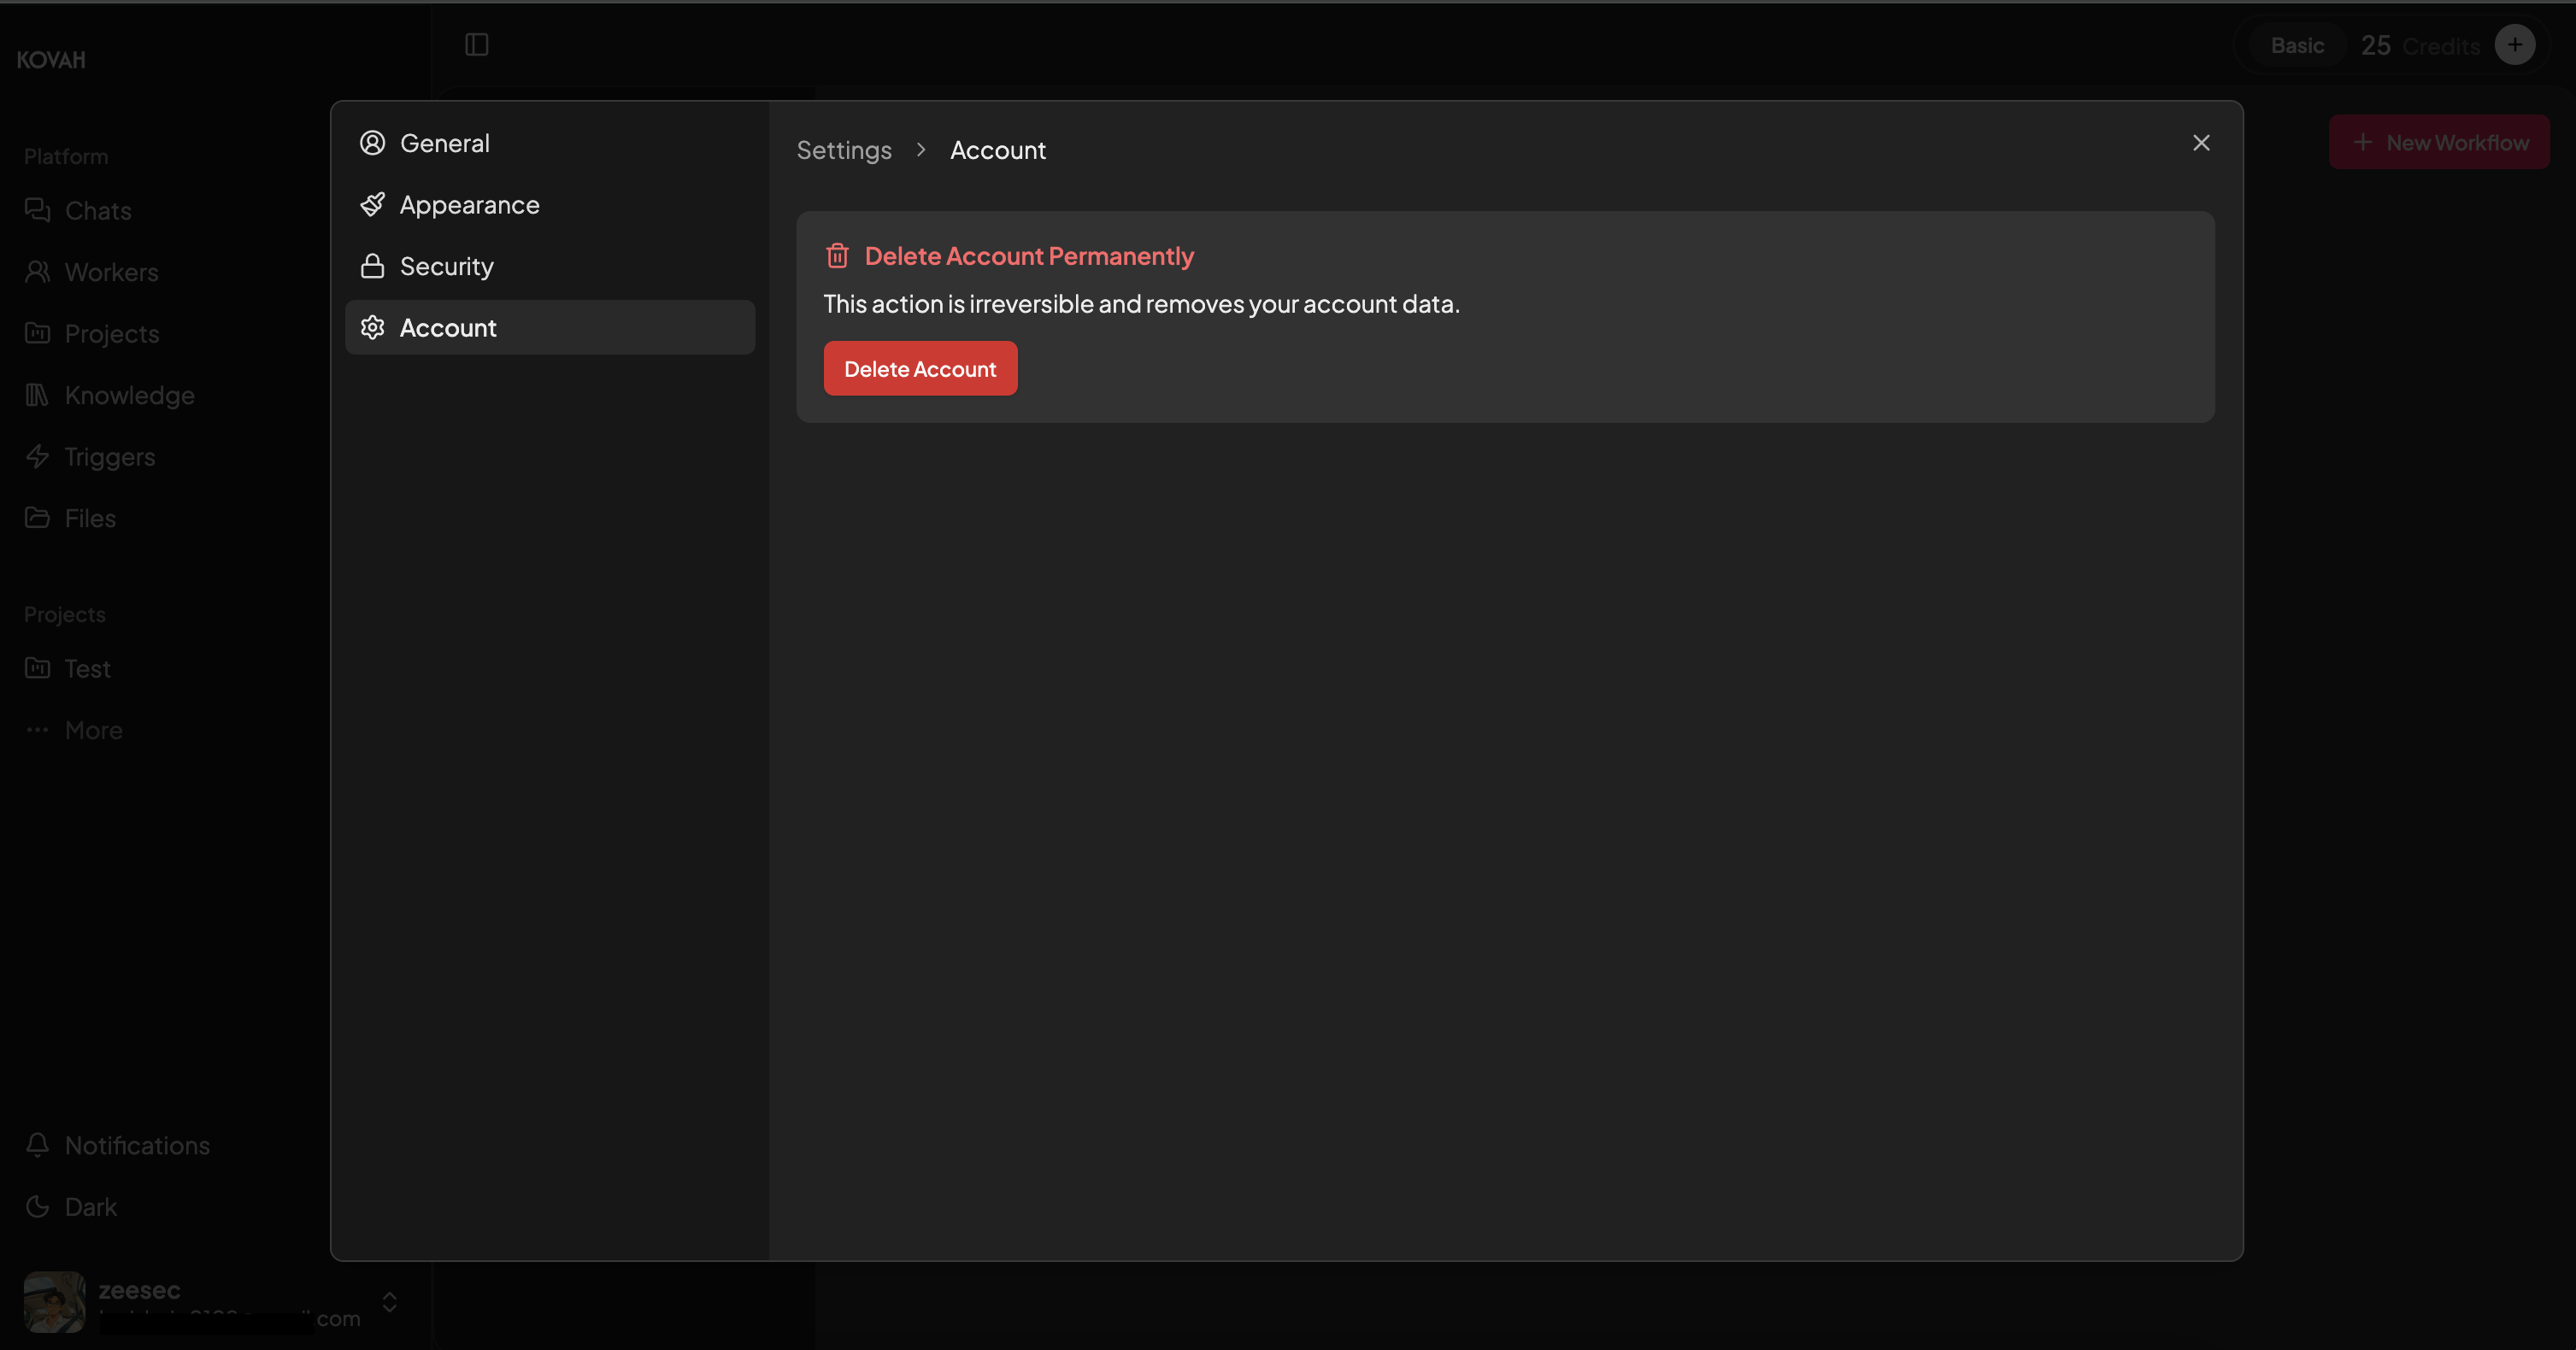 KOVAH
Basic
25 Credits
Platform
Chats
Workers
Projects
Knowledge
Triggers
Files
Projects
Test
More
Notifications
Dark
zeesec
.com
General
Appearance
Security
Account
Settings > Account
Delete Account Permanently
This action is irreversible and removes your account data.
Delete Account
+ New Workflow